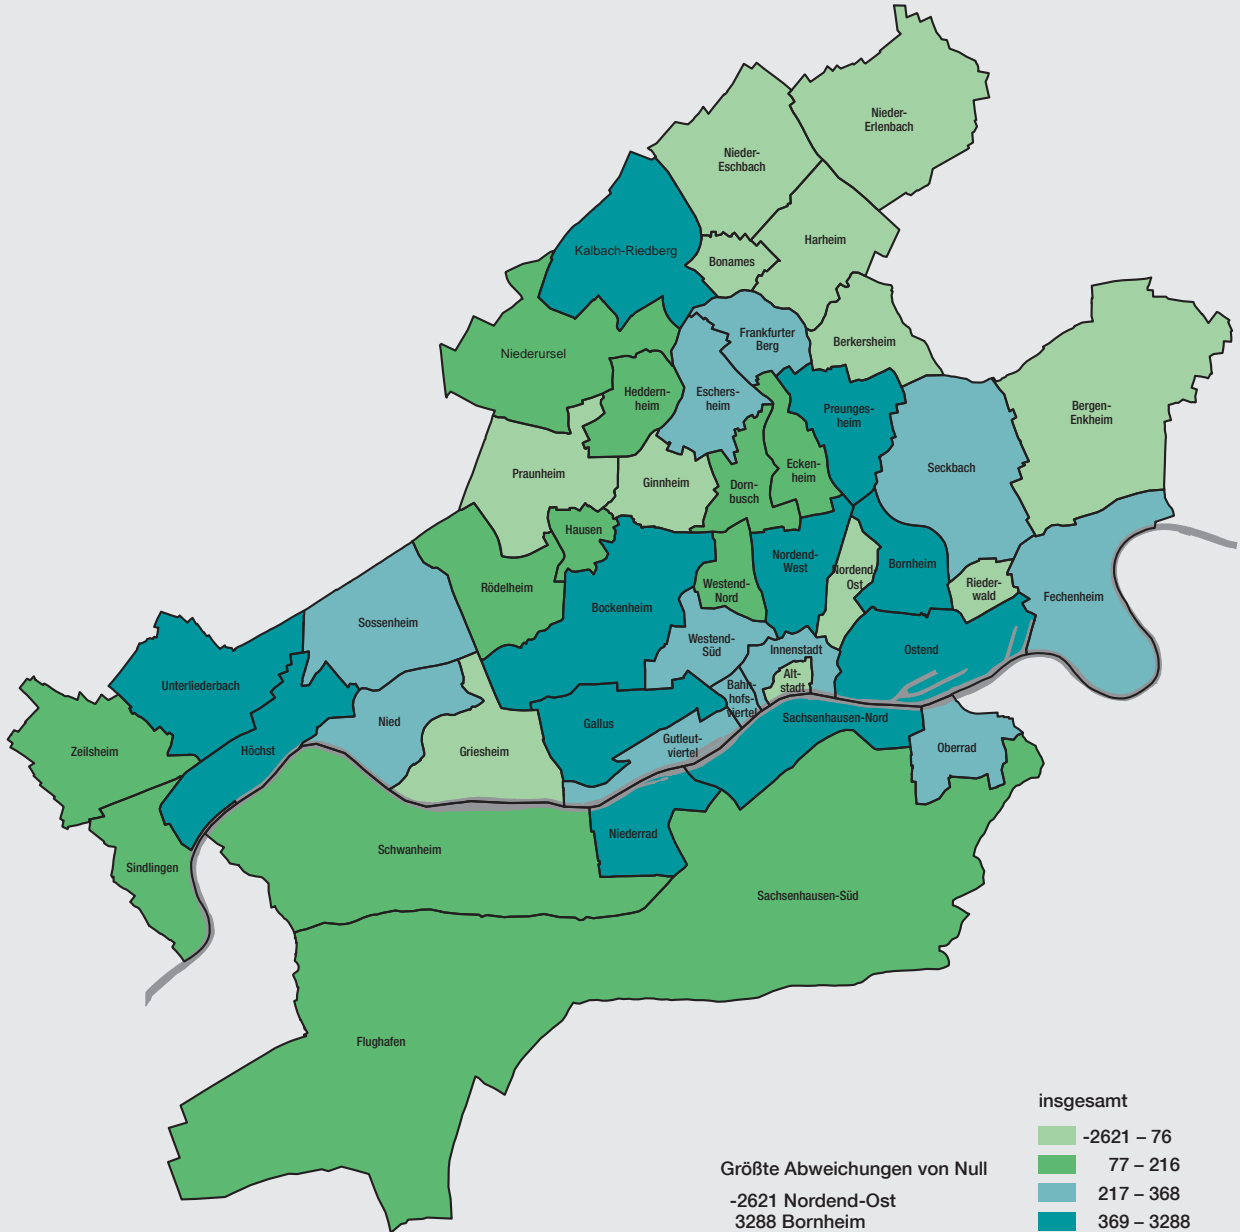 Nieder-
Erlenbach
Nieder-
Eschbach
Harheim
Kalbach-Riedberg
Bonames
Frankfurter
Berg
Berkersheim
Niederursel
Heddern-
heim
Eschers-
heim
Preunges-
heim
Bergen-
Enkheim
Praunheim
Ginnheim
Dorn-
busch
Ecken-
heim
Seckbach
Hausen
Rödelheim
Bockenheim
Westend-
Nord
Nordend-
West
Nordend-
Ost
Bornheim
Rieder-
wald
Fechenheim
Sossenheim
Westend-
Süd
Innenstadt
Ostend
Unterliederbach
Alt-
stadt
Bahn-
hofs-
viertel
Nied
Gallus
Sachsenhausen-Nord
Zeilsheim
Höchst
Griesheim
Gutleut-
viertel
Oberrad
Niederrad
Schwanheim
Sindlingen
Sachsenhausen-Süd
Flughafen
insgesamt
-2621 – 76
77 – 216
217 – 368
369 – 3288
Größte Abweichungen von Null
-2621 Nordend-Ost
3288 Bornheim